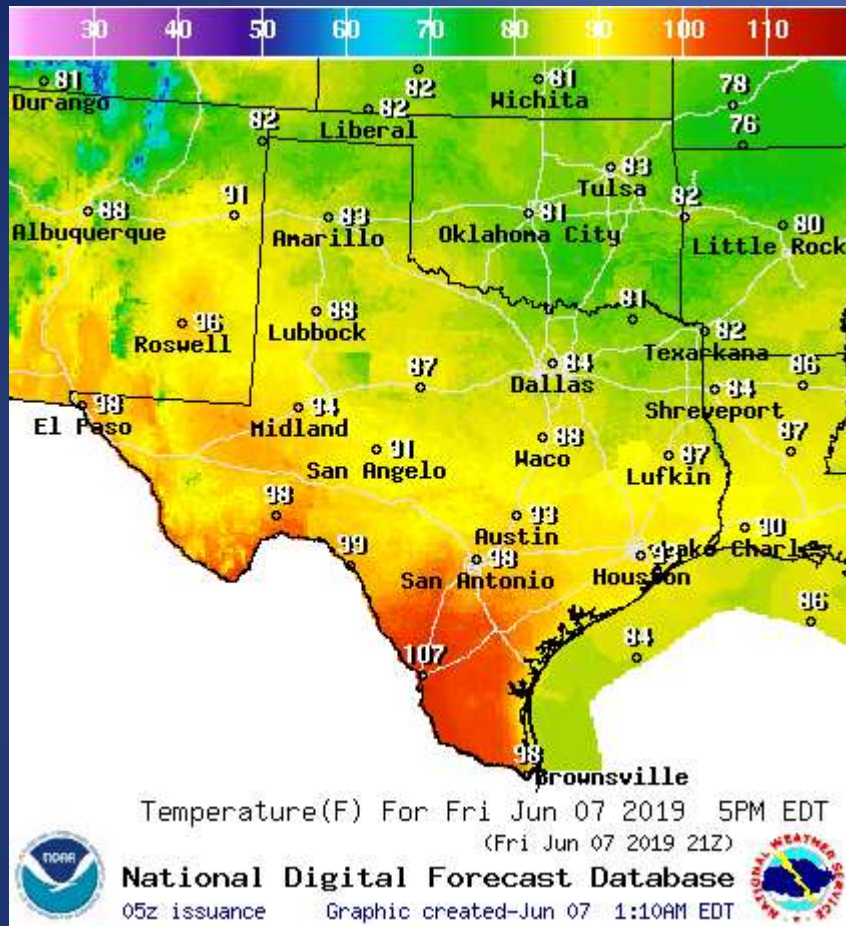 30 40 50 60 70 80 90 100 110
81
Durango
82
81
Wichita
78
82
Liberal
82
76
83
Tulsa
91
88
Albuquerque
83
Amarillo
81
Oklahoma City
82
80
Little Rock
96
Roswell
88
Lubbock
81
82
Texarkana
87
84
Dallas
84
Shreveport
86
98
El Paso
94
Midland
91
San Angelo
88
Waco
87
Lufkin
87
98
93
Austin
90
Lake Charles
99
98
San Antonio
93
Houston
86
84
107
98
Brownsville
Temperature(F) For Fri Jun 07 2019 5PM EDT
(Fri Jun 07 2019 21Z)
NOAA
National Digital Forecast Database
05z issuance Graphic created-Jun 07 1:10AM EDT
NATIONAL WEATHER SERVICE